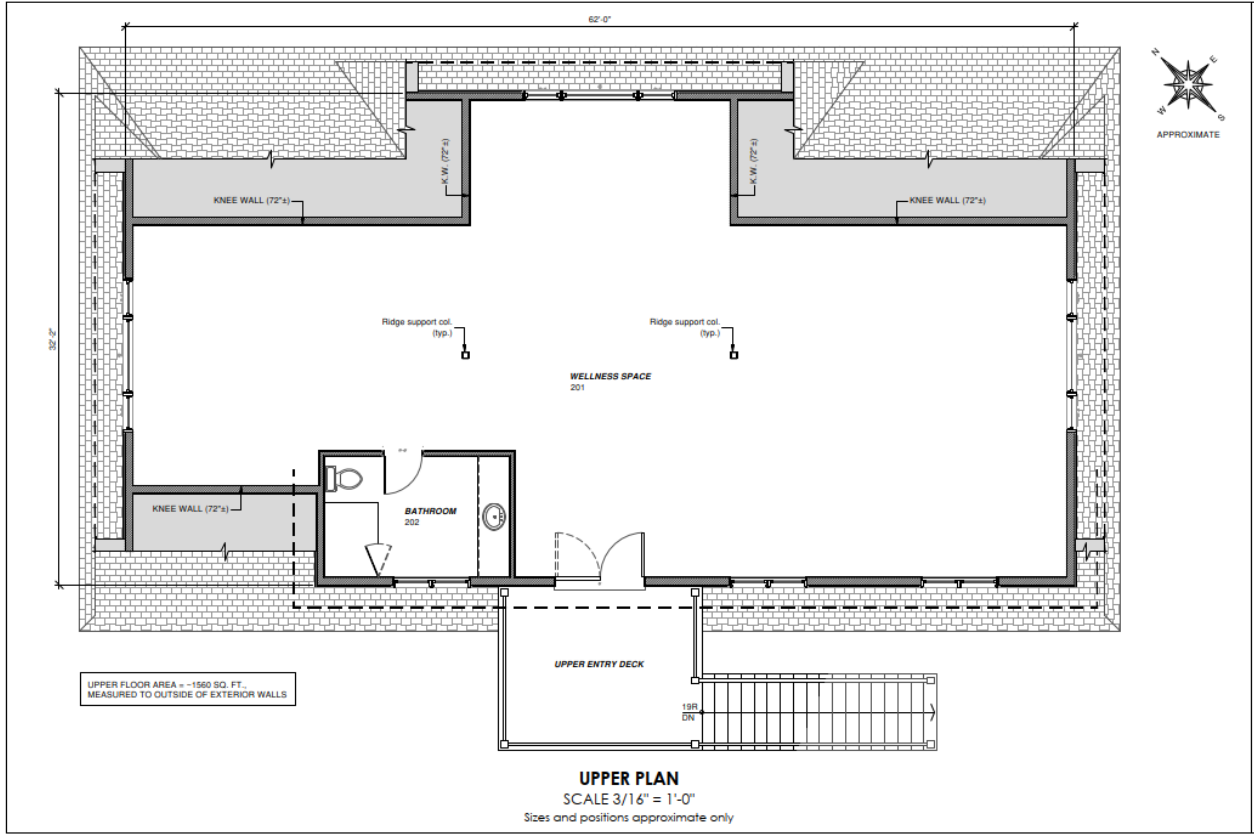 62'-0"
N
E
W
S
APPROXIMATE
K.W. (72"±)
K.W. (72"±)
KNEE WALL (72"±)
KNEE WALL (72"±)
32'-2"
Ridge support col.
(typ.)
Ridge support col.
(typ.)
WELLNESS SPACE
201
KNEE WALL (72"±)
BATHROOM
202
UPPER ENTRY DECK
UPPER FLOOR AREA = ~1560 SQ. FT.,
MEASURED TO OUTSIDE OF EXTERIOR WALLS
19R
DN
UPPER PLAN
SCALE 3/16" = 1'-0"
Sizes and positions approximate only